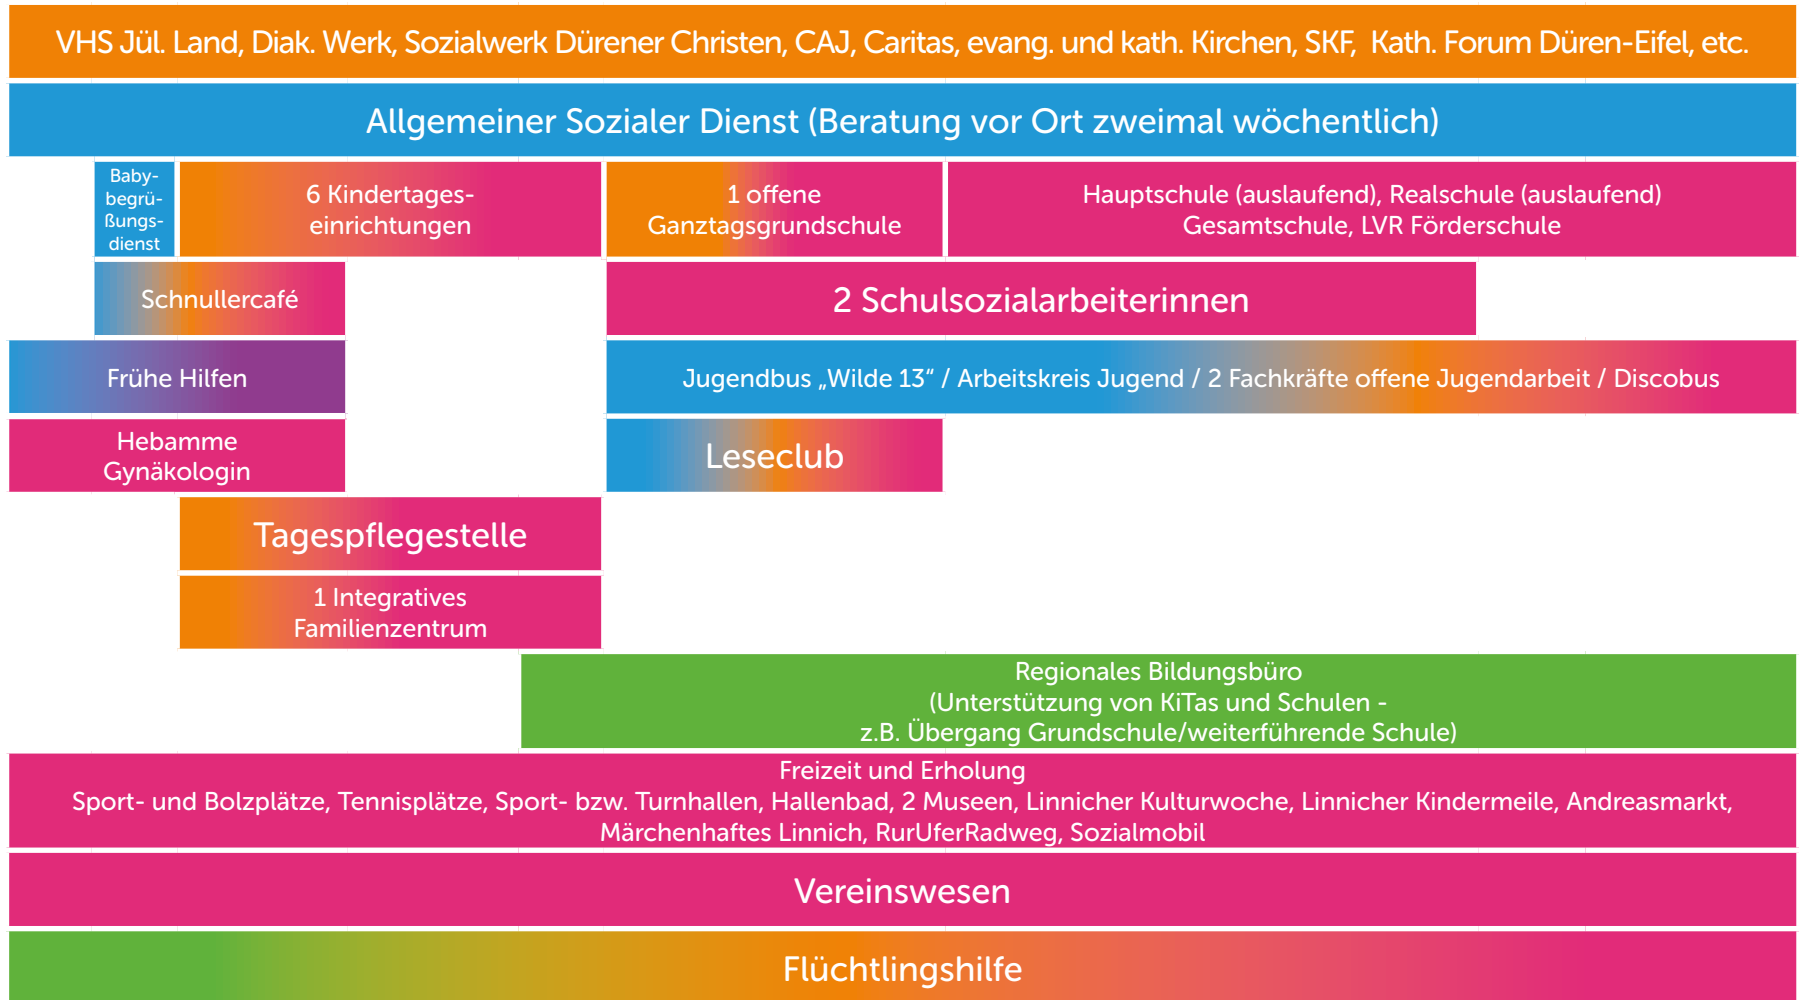 VHS Jül. Land, Diak. Werk, Sozialwerk Dürener Christen, CAJ, Caritas, evang. und kath. Kirchen, SKF, Kath. Forum Düren-Eifel, etc.
Allgemeiner Sozialer Dienst (Beratung vor Ort zweimal wöchentlich)
Baby-
begrü-
ßungs-
dienst
6 Kindertages-
einrichtungen
1 offene
Ganztagsgrundschule
Hauptschule (auslaufend), Realschule (auslaufend)
Gesamtschule, LVR Förderschule
Schnullercafé
2 Schulsozialarbeiterinnen
Frühe Hilfen
Jugendbus „Wilde 13“ / Arbeitskreis Jugend / 2 Fachkräfte offene Jugendarbeit / Discobus
Hebamme
Gynäkologin
Leseclub
Tagespflegestelle
1 Integratives
Familienzentrum
Regionales Bildungsbüro
(Unterstützung von KiTas und Schulen -
z.B. Übergang Grundschule/weiterführende Schule)
Freizeit und Erholung
Sport- und Bolzplätze, Tennisplätze, Sport- bzw. Turnhallen, Hallenbad, 2 Museen, Linnicher Kulturwoche, Linnicher Kindermeile, Andreasmarkt,
Märchenhaftes Linnich, RurUferRadweg, Sozialmobil
Vereinswesen
Flüchtlingshilfe